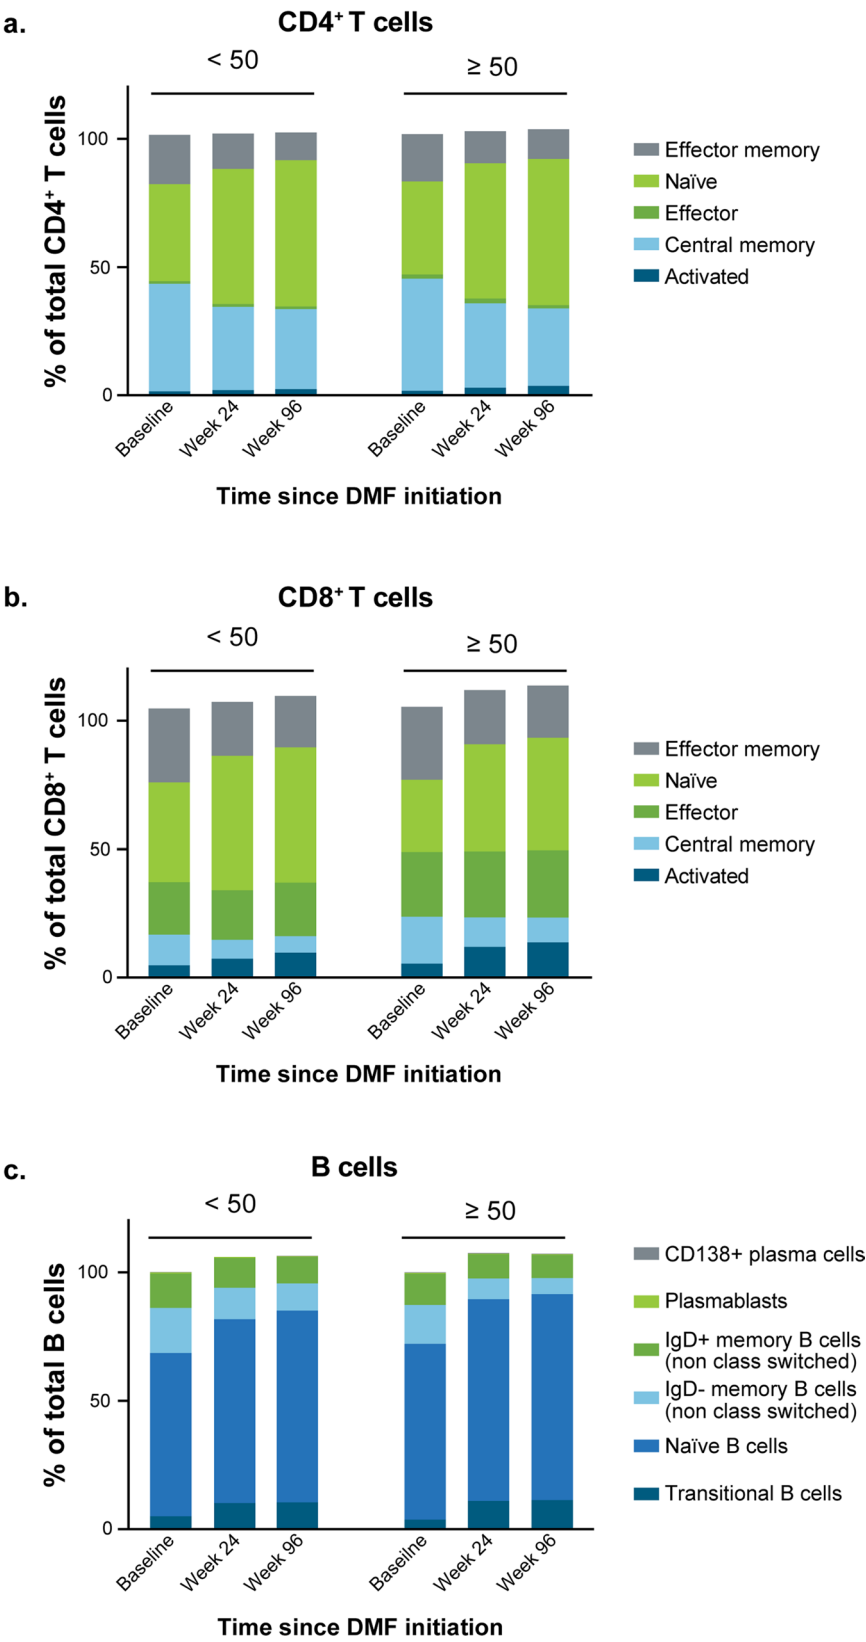 a.
CD4+ T cells
< 50
≥ 50
% of total CD4+ T cells
100
50
0
Baseline
Week 24
Week 96
Baseline
Week 24
Week 96
Time since DMF initiation
Effector memory
Naïve
Effector
Central memory
Activated
b.
CD8+ T cells
< 50
≥ 50
% of total CD8+ T cells
100
50
0
Baseline
Week 24
Week 96
Baseline
Week 24
Week 96
Time since DMF initiation
Effector memory
Naïve
Effector
Central memory
Activated
c.
B cells
< 50
≥ 50
% of total B cells
100
50
0
Baseline
Week 24
Week 96
Baseilne
Week 24
Week 96
Time since DMF initiation
CD138+ plasma cells
Plasmablasts
IgD+ memory B cells
(non class switched)
IgD- memory B cells
(non class switched)
Naïve B cells
Transitional B cells